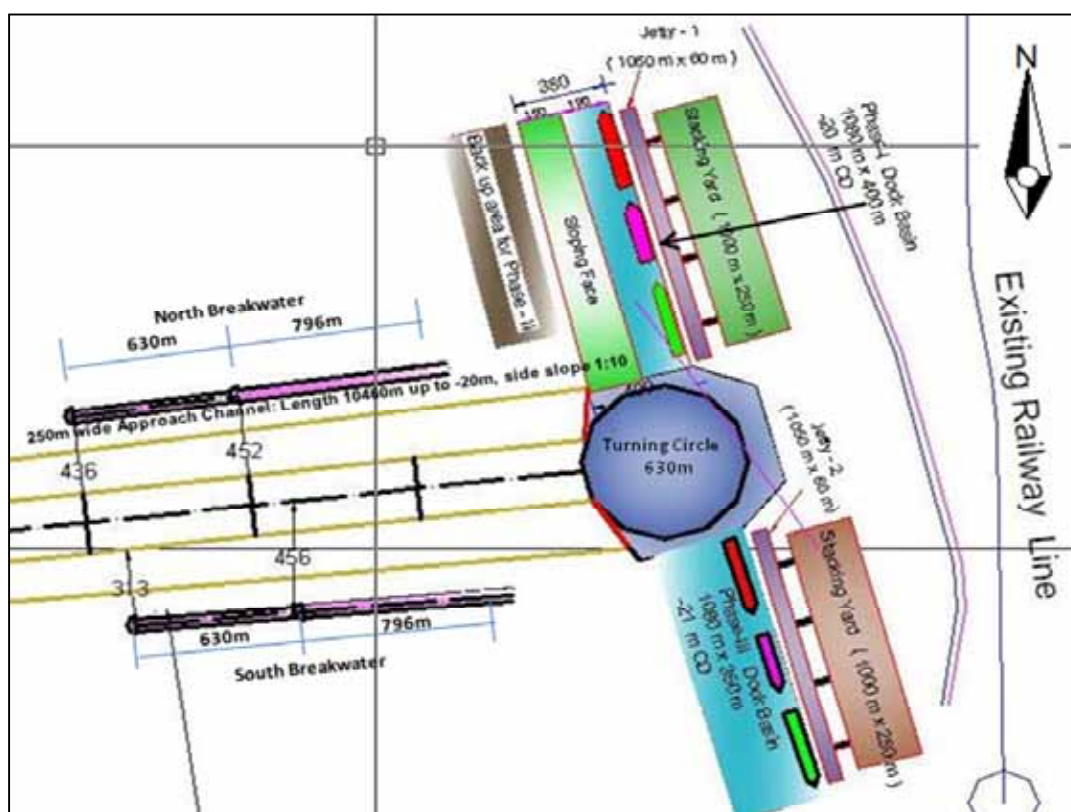 Jetty - 1
( 1050 m x 60 m )
380
190
190
N
Phase-I Dock Basin
1080 m x 400 m
-20 m CD
Stacking Yard ( 1000 m x 250 m )
Back up area for Phase - II
Sloping Face
Existing Railway Line
North Breakwater
630m
796m
250m wide Approach Channel: Length 10460m up to -20m, side slope 1:10
436
452
400
Turning Circle
630m
Jetty - 2
( 1050 m x 60 m )
456
313
630m
796m
South Breakwater
Phase-III Dock Basin
1080 m x 350 m
-21 m CD
Stacking Yard ( 1000 m x 250 m )